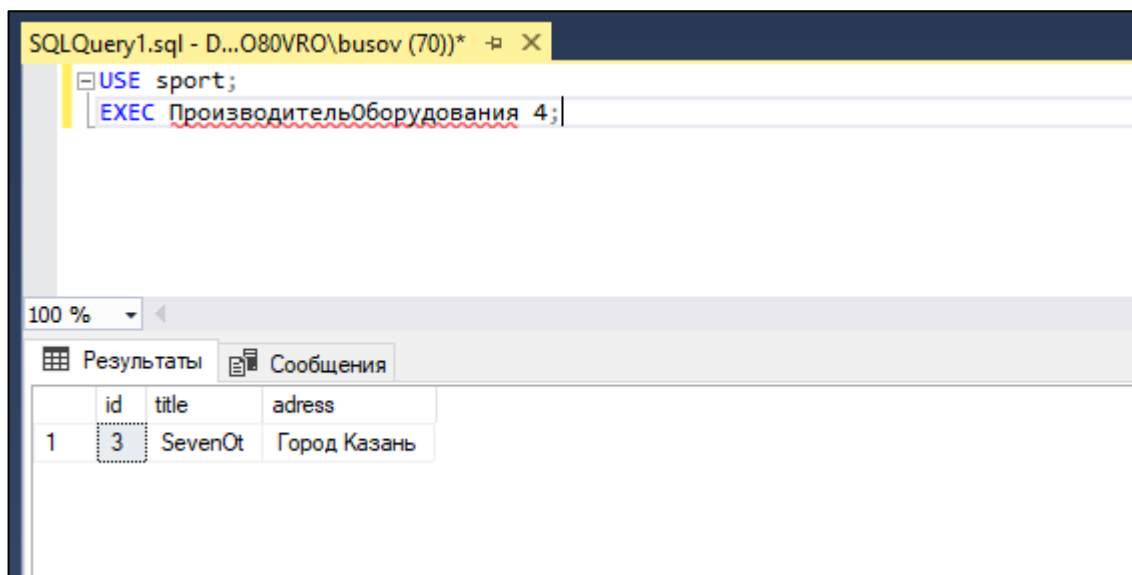 SQLQuery1.sql - D...O80VRO\busov (70))*
USE sport;
EXEC ПроизводительОборудования 4;
100 %
Результаты Сообщения
id title adress
1 3 SevenOt Город Казань